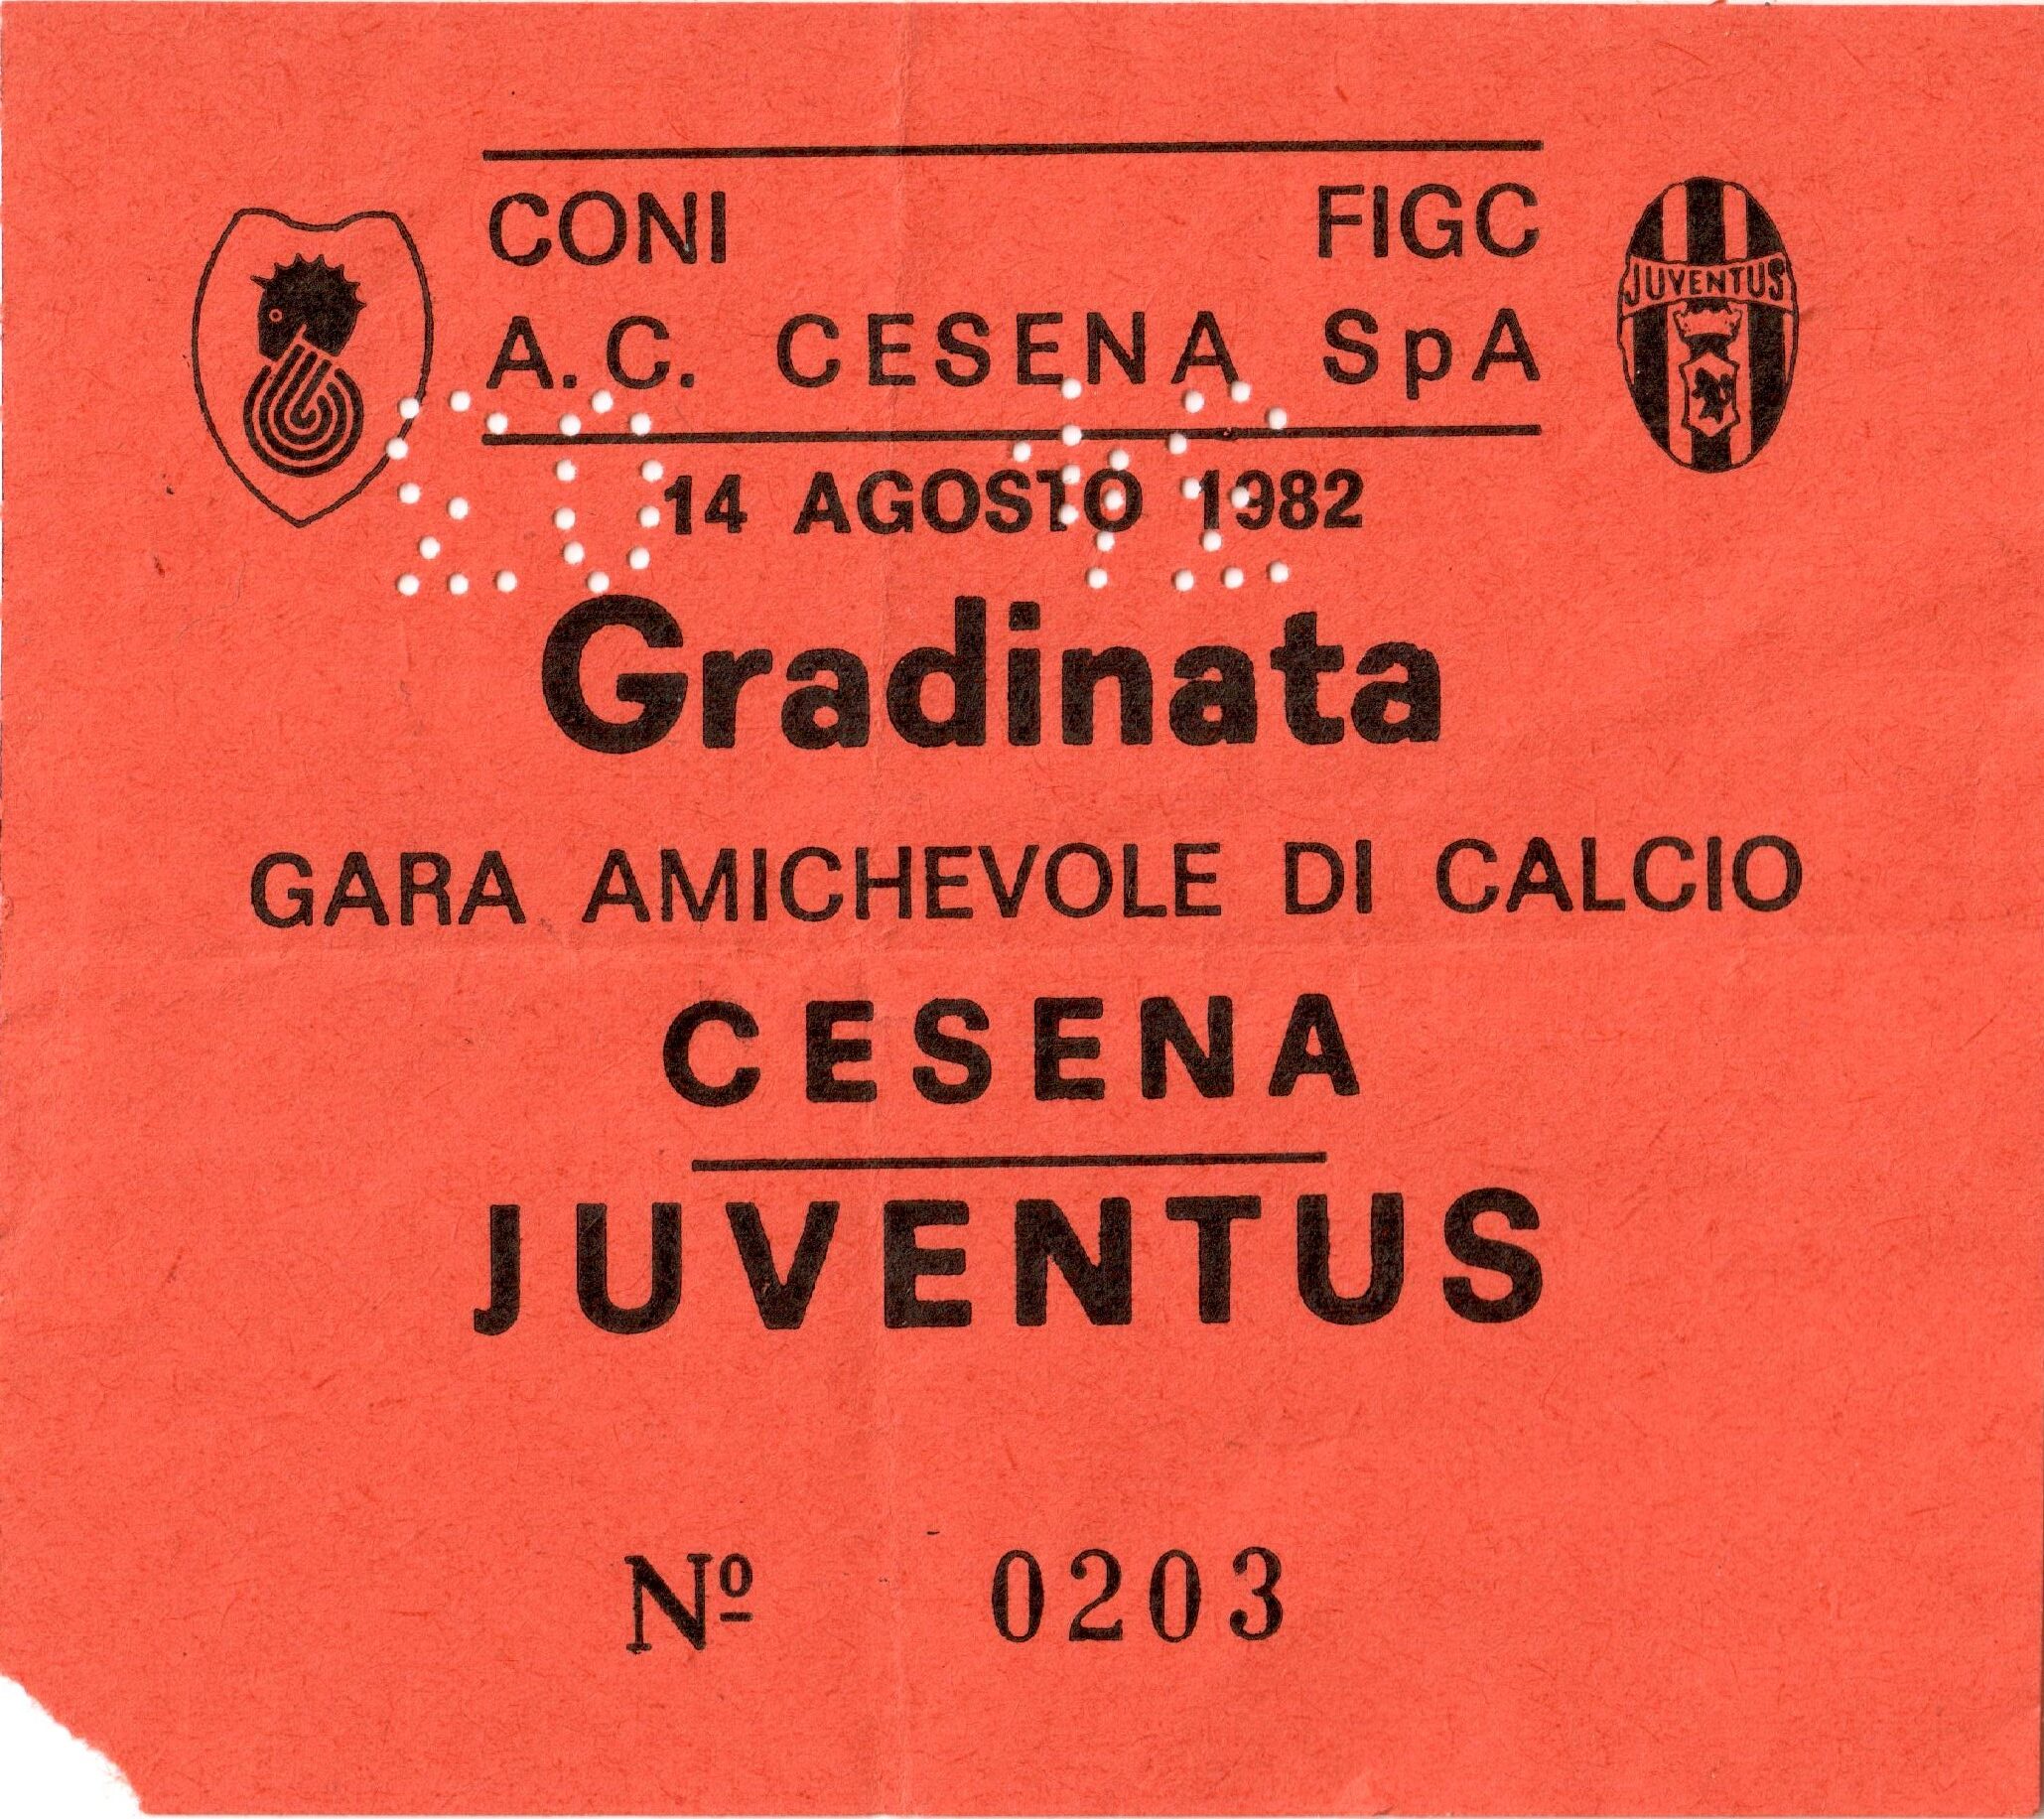 CONI FIGC
A. C. CESENA SpA
JUVENTUS
14 AGOSTO 1982
Gradinata
GARA AMICHEVOLE DI CALCIO
CESENA
JUVENTUS
Nº 0203